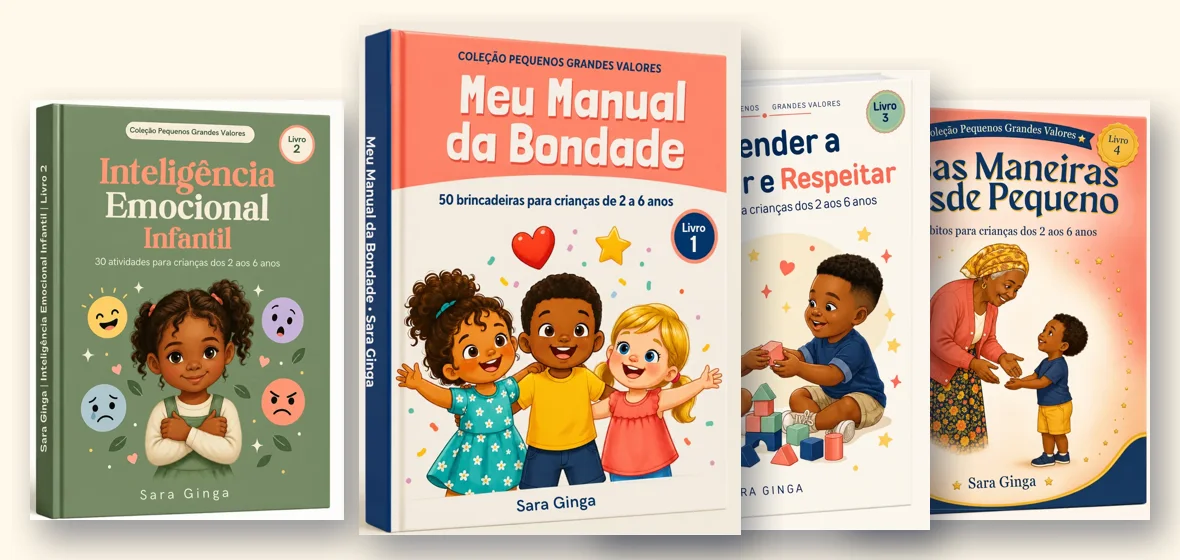 Sara Ginga | Inteligência Emocional Infantil | Livro 2
Coleção Pequenos Grandes Valores
Livro
2
Inteligência
Emocional
Infantil
30 atividades para crianças dos 2 aos 6 anos
Sara Ginga
Meu Manual da Bondade • Sara Ginga
COLEÇÃO PEQUENOS GRANDES VALORES
Meu Manual
da Bondade
50 brincadeiras para crianças de 2 a 6 anos
Livro
1
Sara Ginga
ENOS GRANDES VALORES
Livro
3
ender a
r e Respeitar
a crianças dos 2 aos 6 anos
RA GINGA
oleção Pequenos Grandes Valores
Livro
4
as Maneiras
sde Pequeno
bitos para crianças dos 2 aos 6 anos
Sara Ginga